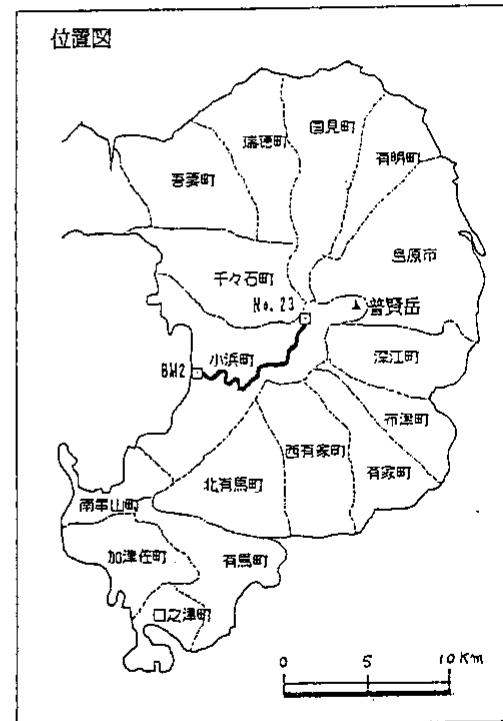 位置図
国見町
瑞穂町
有明町
吾妻町
島原市
千々石町
No. 23
普賢岳
小浜町
BM2
深江町
布津町
西有家町
有家町
北有馬町
南串山町
加津佐町
有馬町
口之津町
0 5 10 Km